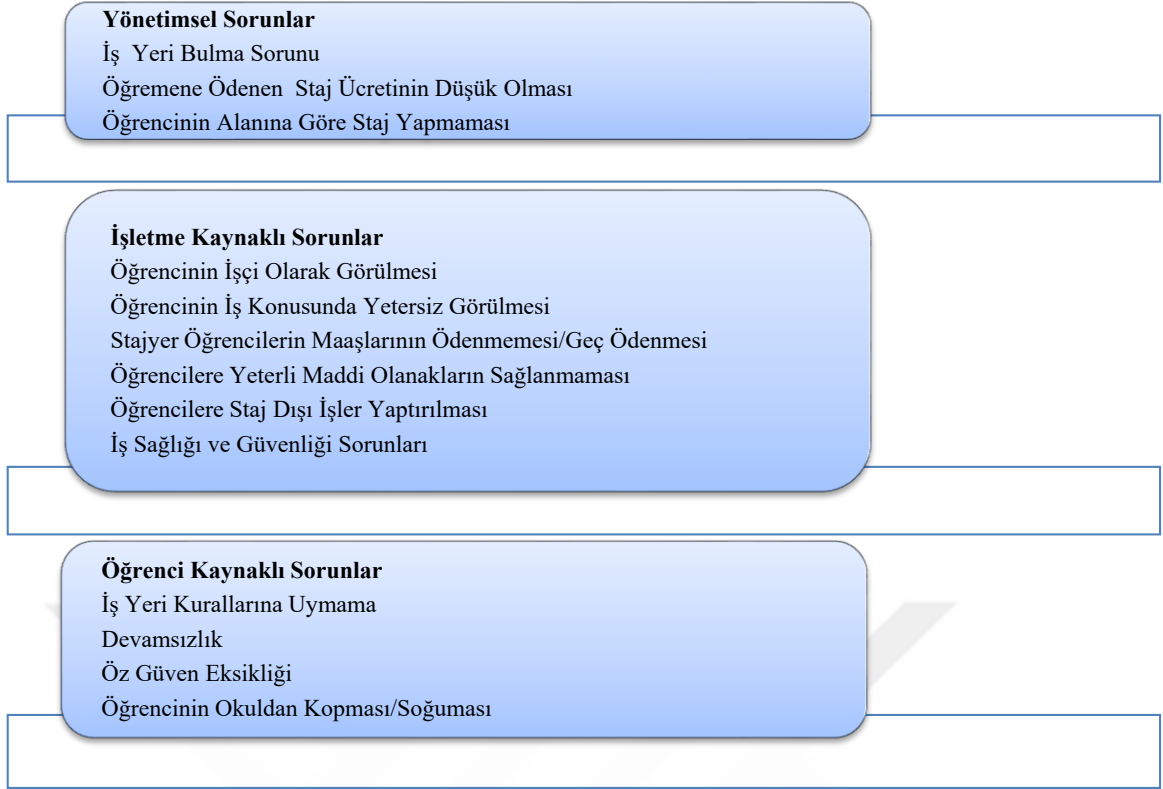 Yönetimsel Sorunlar
İş Yeri Bulma Sorunu
Öğremene Ödenen Staj Ücretinin Düşük Olması
Öğrencinin Alanına Göre Staj Yapmaması
İşletme Kaynaklı Sorunlar
Öğrencinin İşçi Olarak Görülmesi
Öğrencinin İş Konusunda Yetersiz Görülmesi
Stajyer Öğrencilerin Maaşlarının Ödenmemesi/Geç Ödenmesi
Öğrencilere Yeterli Maddi Olanakların Sağlanmaması
Öğrencilere Staj Dışı İşler Yaptırılması
İş Sağlığı ve Güvenliği Sorunları
Öğrenci Kaynaklı Sorunlar
İş Yeri Kurallarına Uymama
Devamsızlık
Öz Güven Eksikliği
Öğrencinin Okuldan Kopması/Soğuması